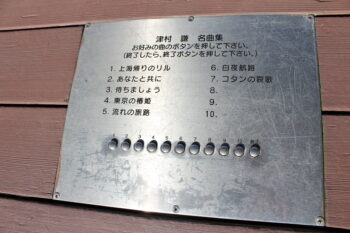 津村 謙 名曲集
お好みの曲のボタンを押して下さい。
(終了したら、終了ボタンを押して下さい)
1. 上海帰りのリル
2. あなたと共に
3. 待ちましょう
4. 東京の椿姫
5. 流れの旅路
6. 白夜航路
7. コタンの哀歌
8.
9.
10.